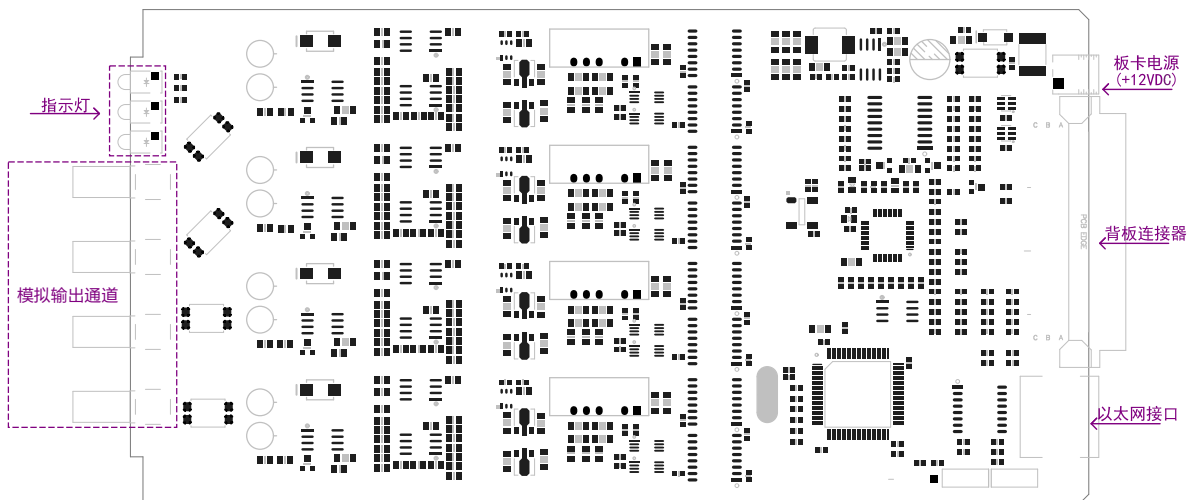 指示灯
模拟输出通道
板卡电源
(+12VDC)
C B A
背板连接器
PCB EDGE
C B A
以太网接口